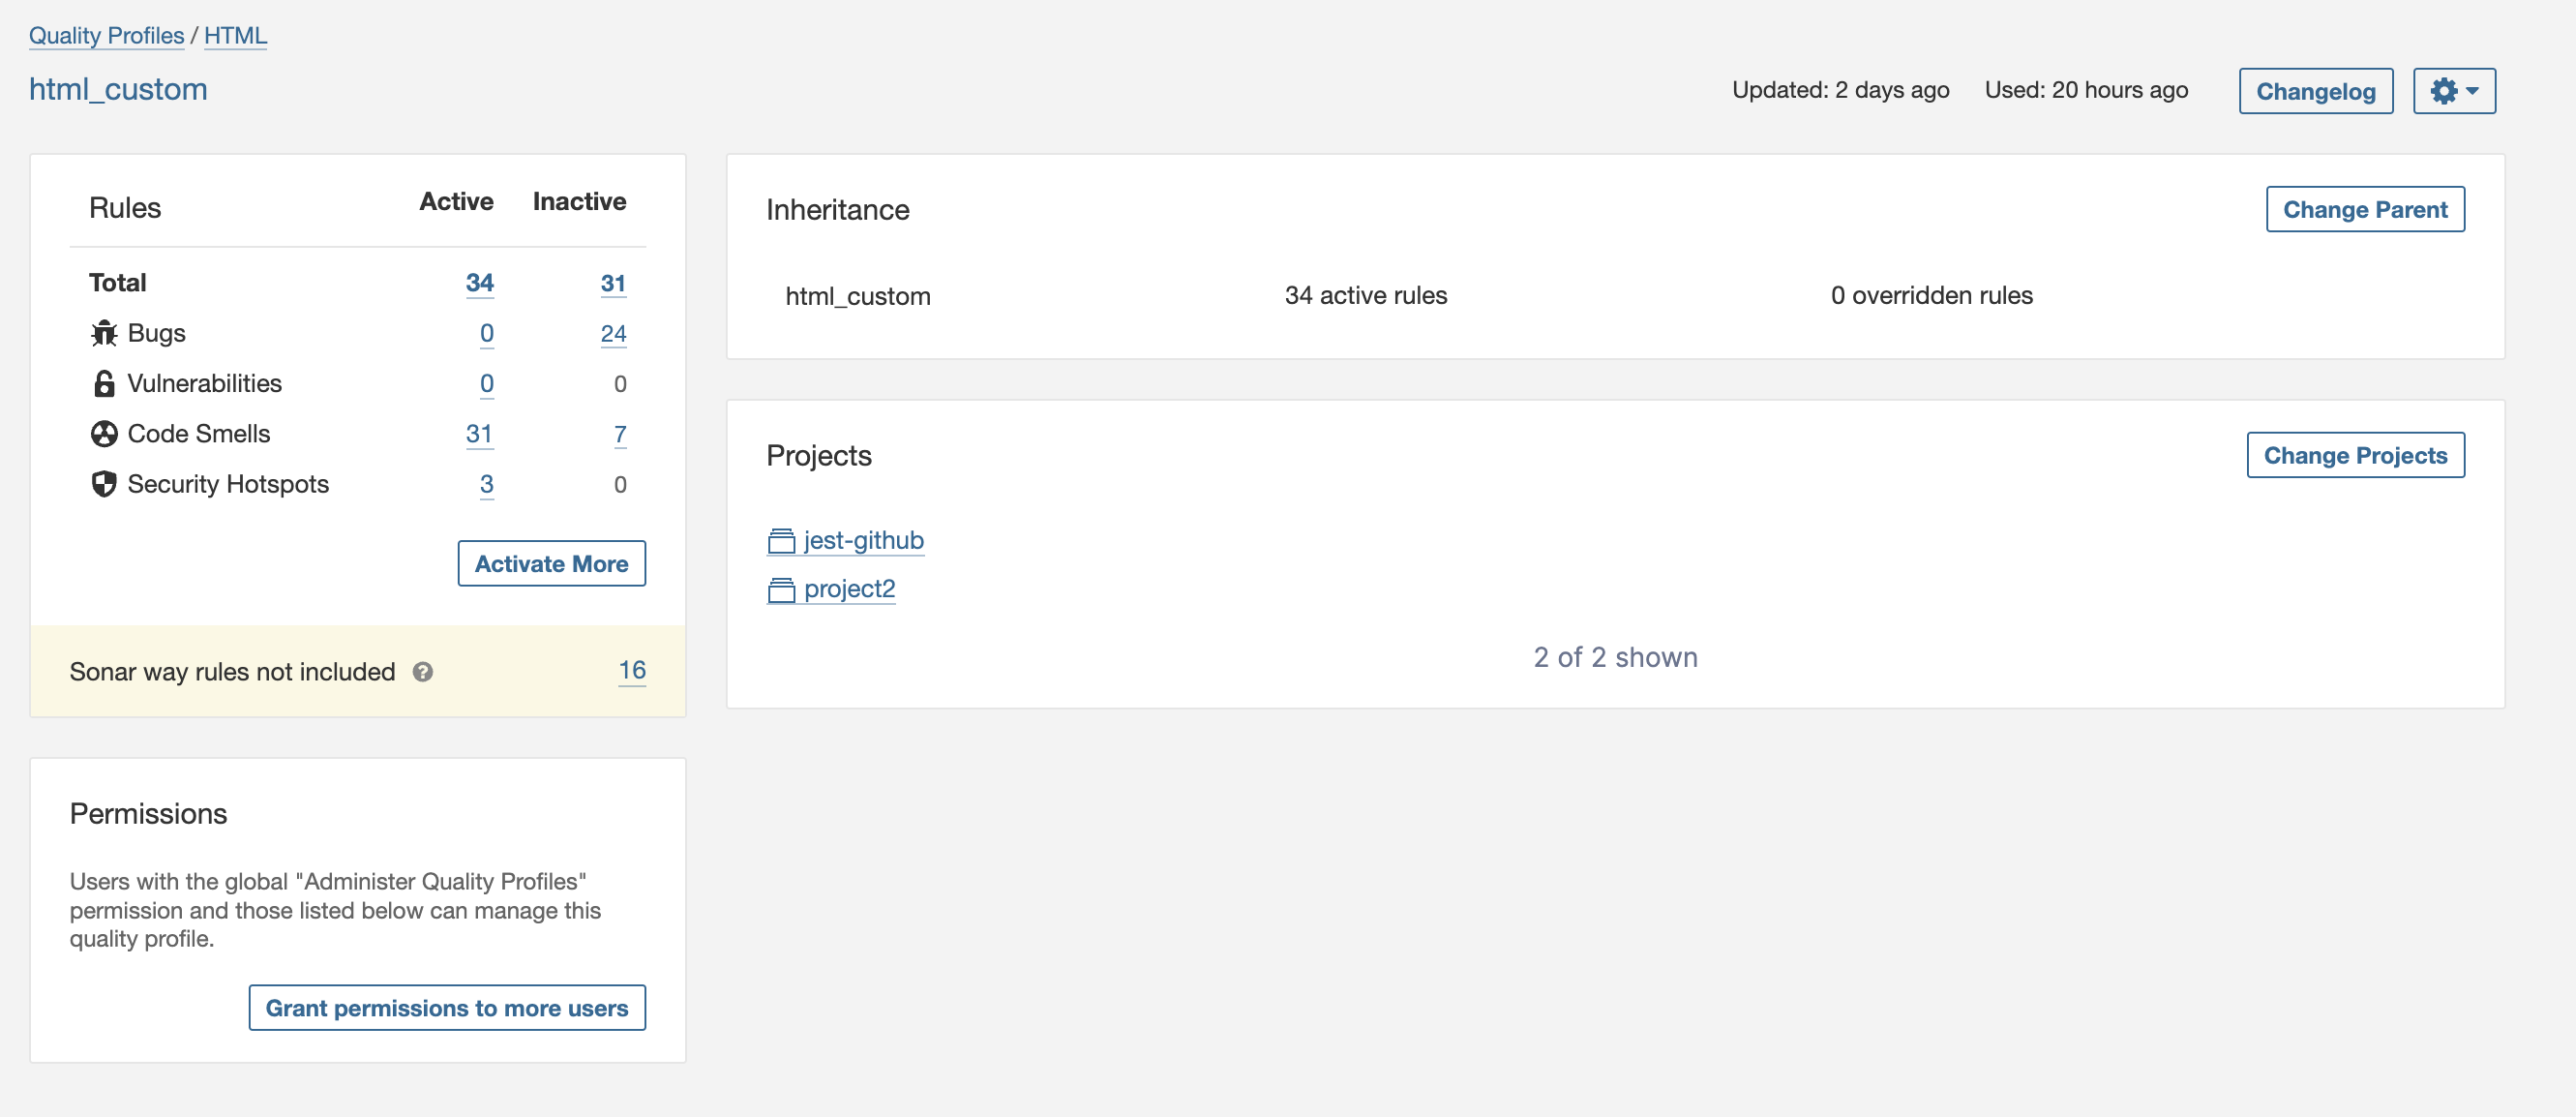 Quality Profiles / HTML
html_custom
Updated: 2 days ago Used: 20 hours ago Changelog
Rules Active Inactive
Total 34 31
Bugs 0 24
Vulnerabilities 0 0
Code Smells 31 7
Security Hotspots 3 0
Activate More
Sonar way rules not included ? 16
Permissions
Users with the global "Administer Quality Profiles"
permission and those listed below can manage this
quality profile.
Grant permissions to more users
Inheritance Change Parent
html_custom 34 active rules 0 overridden rules
Projects Change Projects
jest-github
project2
2 of 2 shown